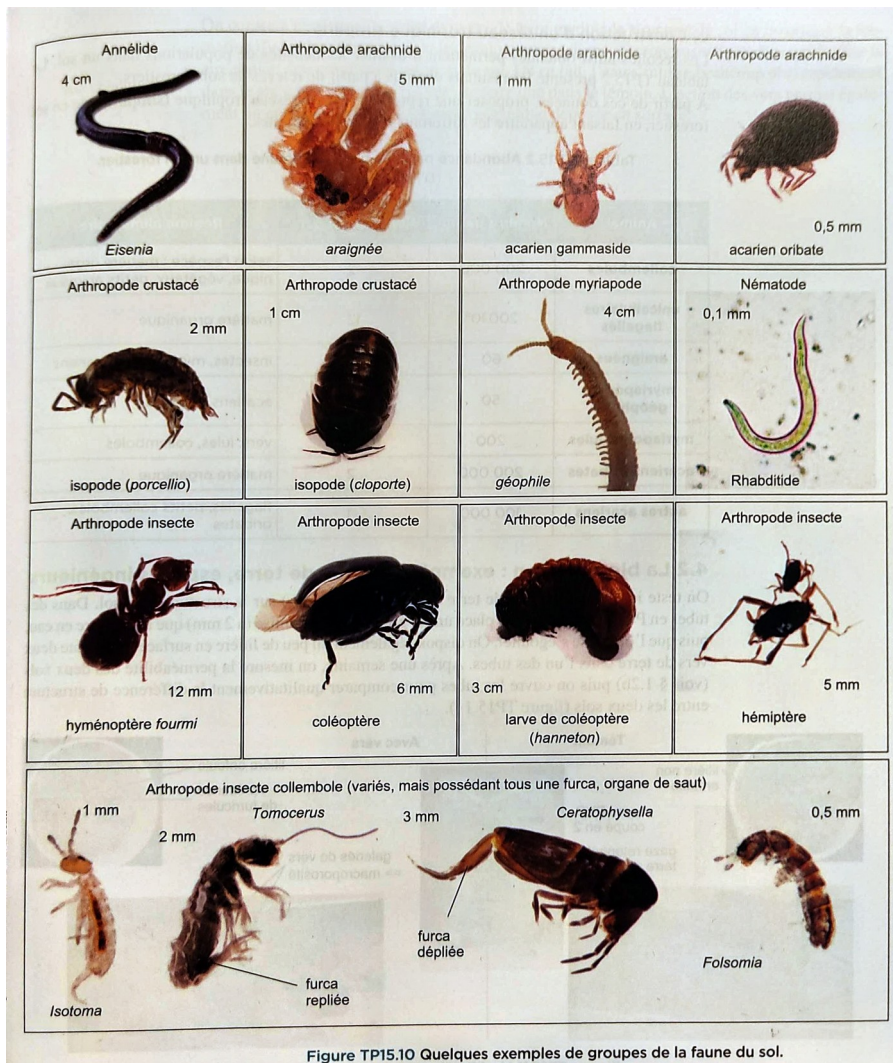 Annélide
4 cm
Eisenia
Arthropode arachnide
5 mm
araignée
Arthropode arachnide
1 mm
acarien gammaside
Arthropode arachnide
0,5 mm
acarien oribate
Arthropode crustacé
2 mm
isopode (porcellio)
Arthropode crustacé
1 cm
isopode (cloporte)
Arthropode myriapode
4 cm
géophile
Nématode
0,1 mm
Rhabditide
Arthropode insecte
12 mm
hyménoptère fourmi
Arthropode insecte
6 mm
coléoptère
Arthropode insecte
3 cm
larve de coléoptère
(hanneton)
Arthropode insecte
5 mm
hémiptère
Arthropode insecte collembole (variés, mais possédant tous une furca, organe de saut)
1 mm
Isotoma
2 mm
Tomocerus
furca
repliée
3 mm
Ceratophysella
furca
dépliée
0,5 mm
Folsomia
Figure TP15.10 Quelques exemples de groupes de la faune du sol.